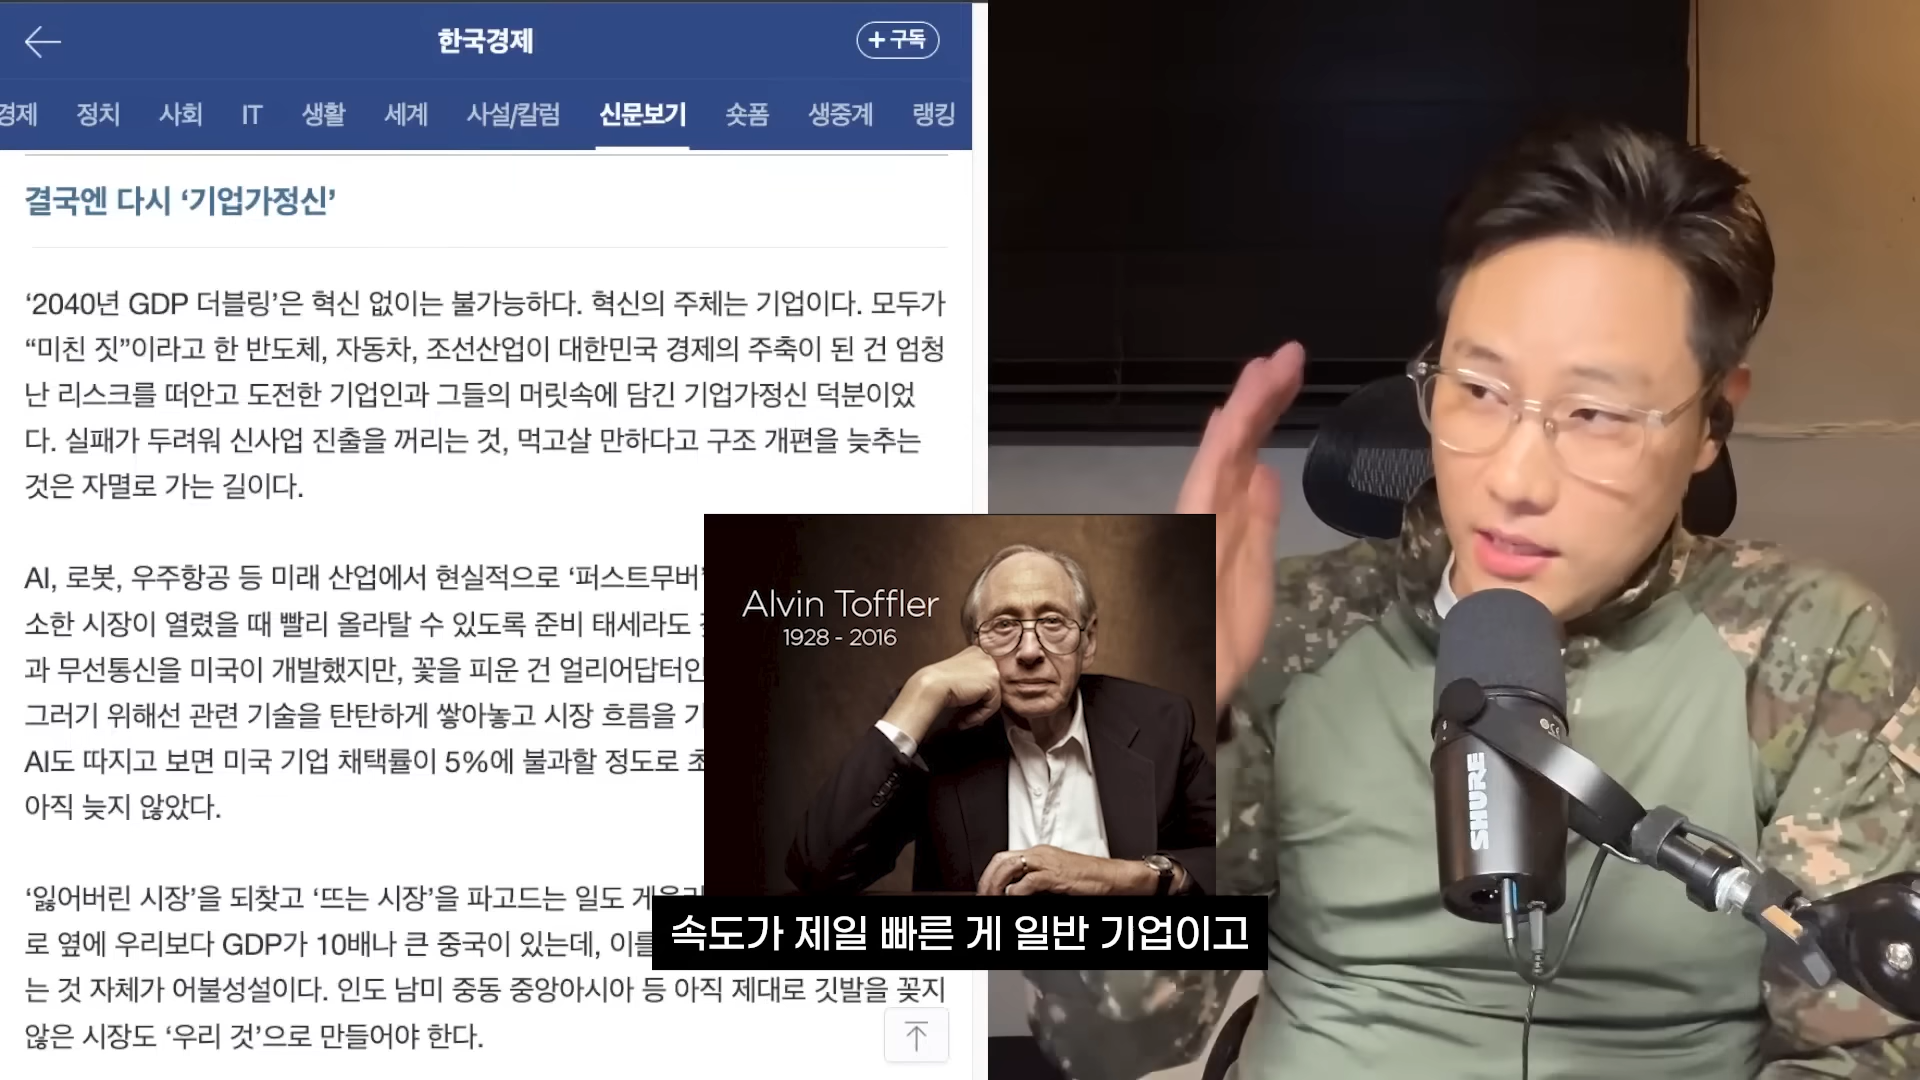 한국경제
+ 구독
경제 정치 사회 IT 생활 세계 사설/칼럼 신문보기 숏폼 생중계 랭킹
결국엔 다시 ‘기업가정신’
‘2040년 GDP 더블링’은 혁신 없이는 불가능하다. 혁신의 주체는 기업이다. 모두가
“미친 짓”이라고 한 반도체, 자동차, 조선산업이 대한민국 경제의 주축이 된 건 엄청
난 리스크를 떠안고 도전한 기업인과 그들의 머릿속에 담긴 기업가정신 덕분이었
다. 실패가 두려워 신사업 진출을 꺼리는 것, 먹고살 만하다고 구조 개편을 늦추는
것은 자멸로 가는 길이다.
AI, 로봇, 우주항공 등 미래 산업에서 현실적으로 ‘퍼스트무버’
소한 시장이 열렸을 때 빨리 올라탈 수 있도록 준비 태세라도
과 무선통신을 미국이 개발했지만, 꽃을 피운 건 얼리어답터인
그러기 위해선 관련 기술을 탄탄하게 쌓아놓고 시장 흐름을
AI도 따지고 보면 미국 기업 채택률이 5%에 불과할 정도로
아직 늦지 않았다.
‘잃어버린 시장’을 되찾고 ‘뜨는 시장’을 파고드는 일도
로 옆에 우리보다 GDP가 10배나 큰 중국이 있는데, 이를
는 것 자체가 어불성설이다. 인도 남미 중동 중앙아시아 등 아직 제대로 깃발을 꽂지
않은 시장도 ‘우리 것’으로 만들어야 한다.
Alvin Toffler
1928 - 2016
속도가 제일 빠른 게 일반 기업이고
SHURE